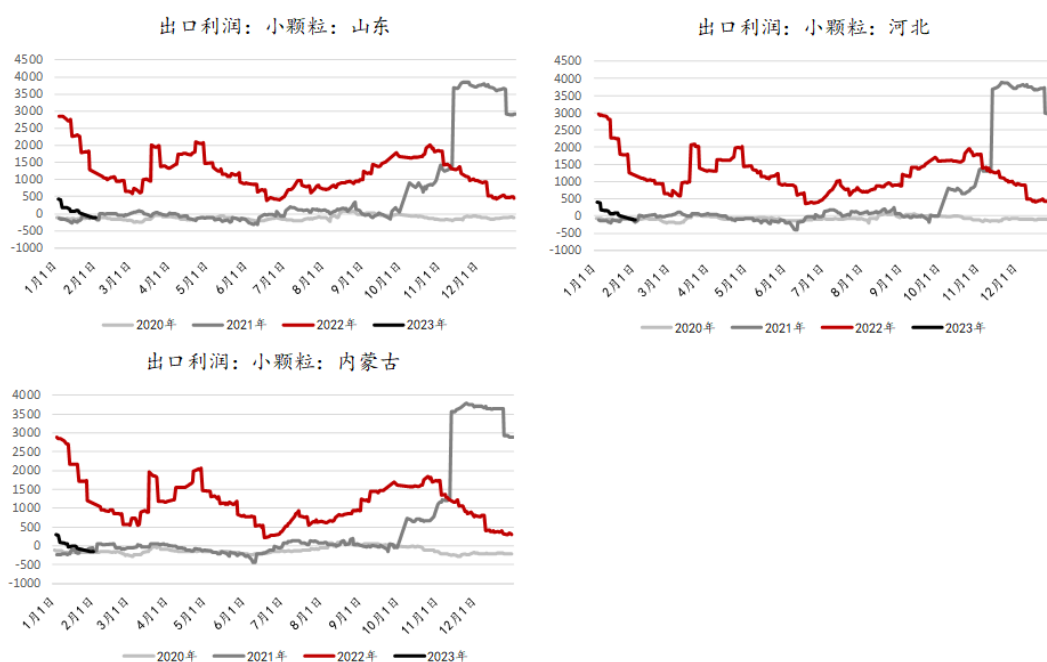 出口利润：小颗粒：山东
4500
4000
3500
3000
2500
2000
1500
1000
500
0
-500
-1000
1月1日
2月1日
3月1日
4月1日
5月1日
6月1日
7月1日
8月1日
9月1日
10月1日
11月1日
12月1日
2020年 2021年 2022年 2023年
出口利润：小颗粒：河北
4500
4000
3500
3000
2500
2000
1500
1000
500
0
-500
-1000
1月1日
2月1日
3月1日
4月1日
5月1日
6月1日
7月1日
8月1日
9月1日
10月1日
11月1日
12月1日
2020年 2021年 2022年 2023年
出口利润：小颗粒：内蒙古
4000
3500
3000
2500
2000
1500
1000
500
0
-500
-1000
1月1日
2月1日
3月1日
4月1日
5月1日
6月1日
7月1日
8月1日
9月1日
10月1日
11月1日
12月1日
2020年 2021年 2022年 2023年